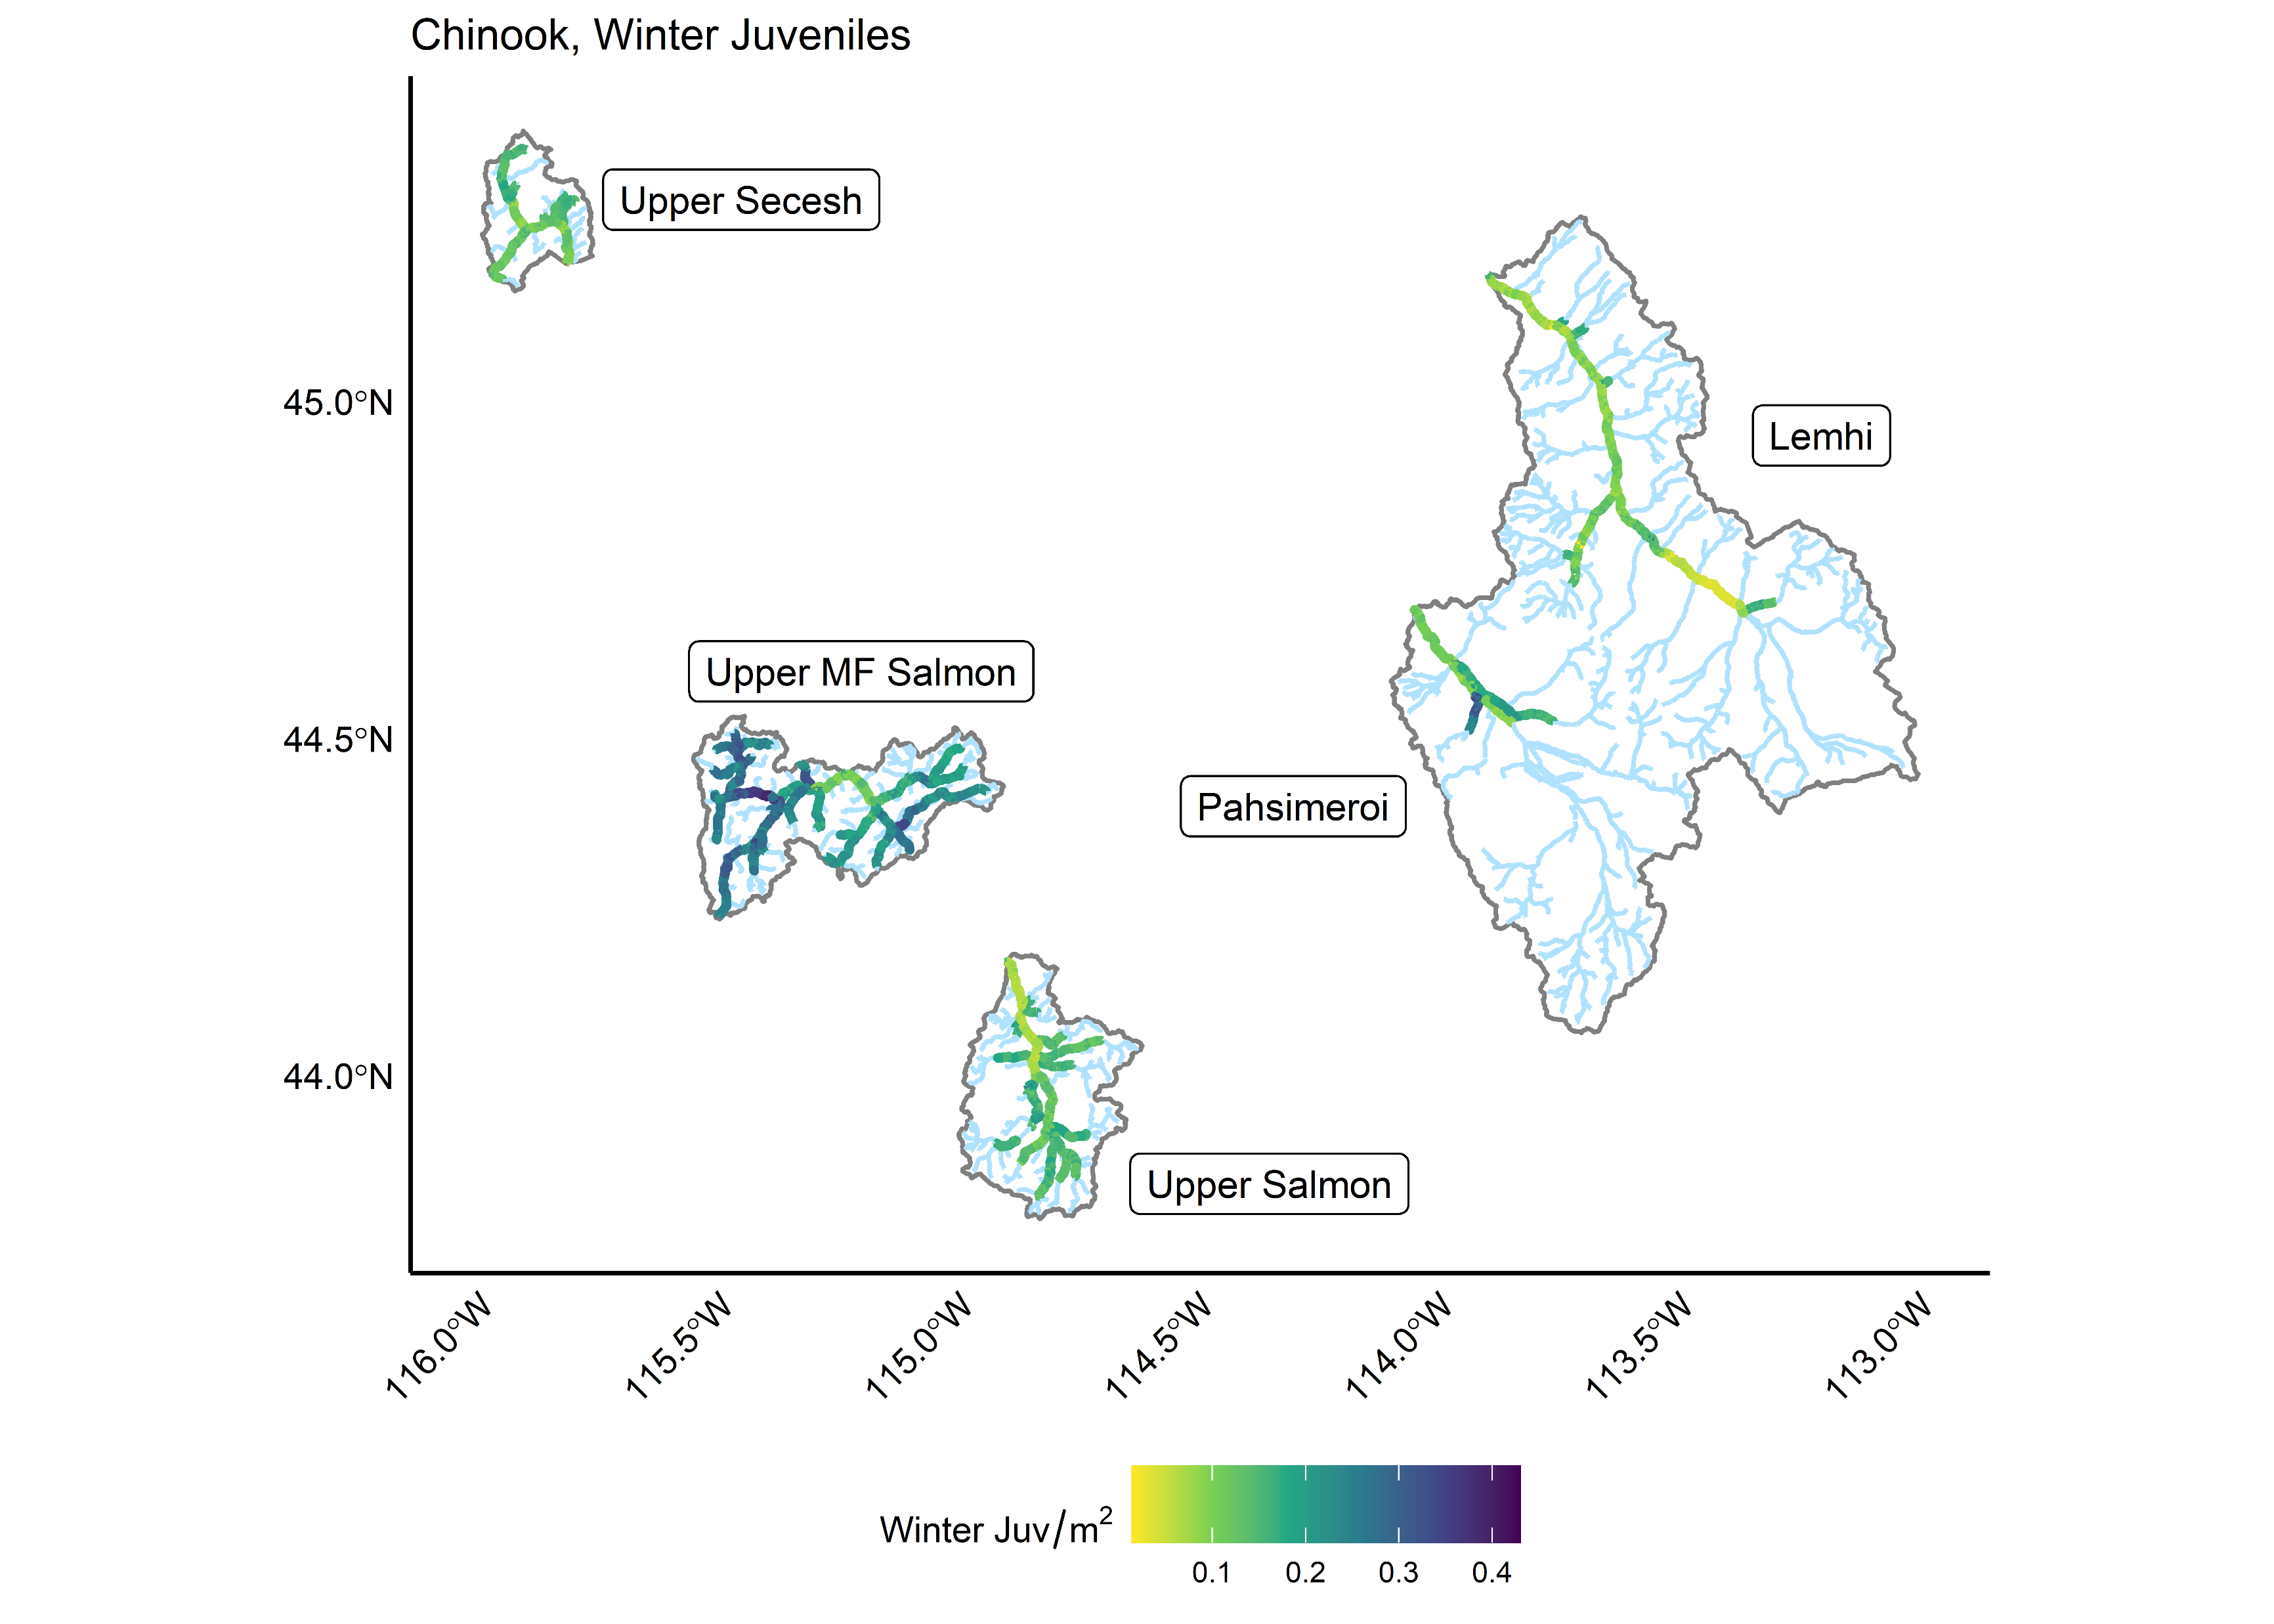 Chinook, Winter Juveniles
Upper Secesh
45.0°N
Lemhi
Upper MF Salmon
44.5°N
Pahsimeroi
44.0°N
Upper Salmon
116.0°W
115.5°W
115.0°W
114.5°W
114.0°W
113.5°W
113.0°W
Winter Juv/m²
0.1 0.2 0.3 0.4